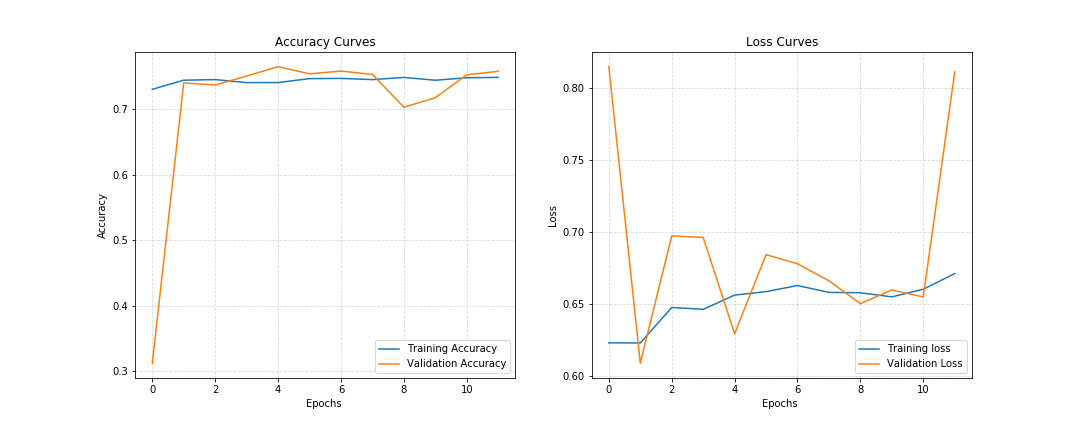 Accuracy Curves
Accuracy
0.7
0.6
0.5
0.4
0.3
0 2 4 6 8 10
Epochs
Training Accuracy
Validation Accuracy
Loss Curves
Loss
0.80
0.75
0.70
0.65
0.60
0 2 4 6 8 10
Epochs
Training loss
Validation Loss